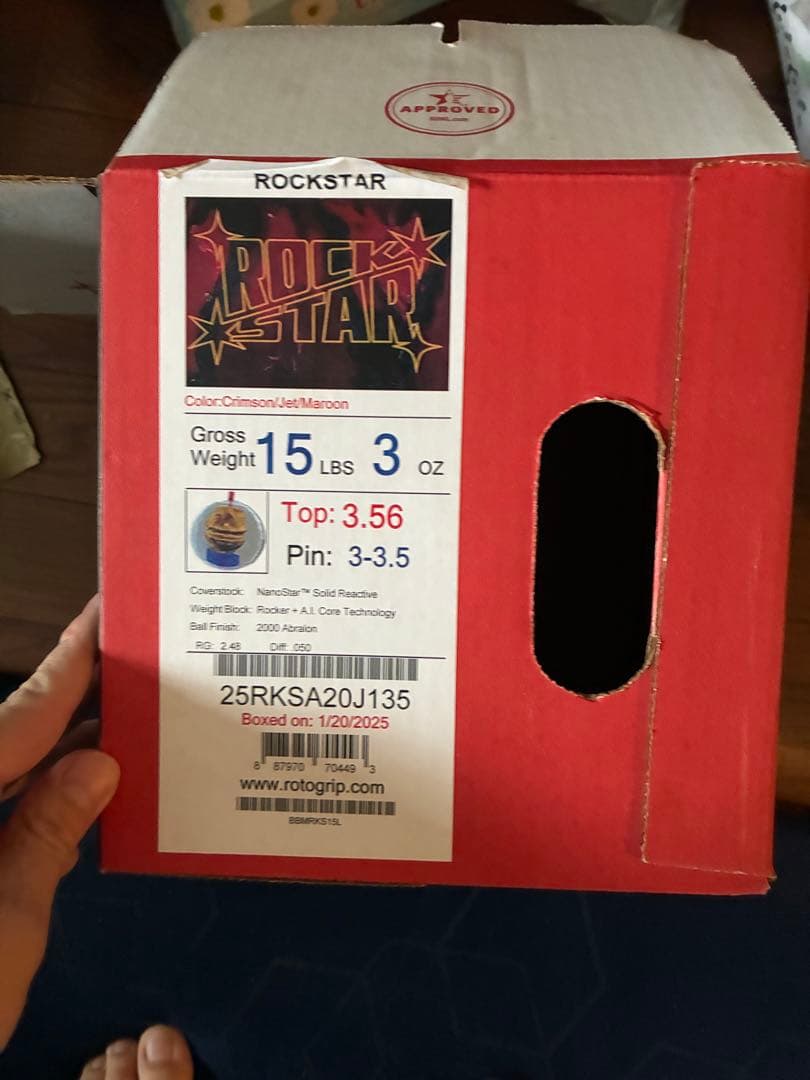 APPROVED
ROCKSTAR
ROCK
STAR
Color:Crimson/Jet/Maroon
Gross Weight 15 LBS 3 OZ
Top: 3.56
Pin: 3-3.5
Coverstock: NanoStar™ Solid Reactive
Weight Block: Rocker + A.I. Core Technology
Ball Finish: 2000 Abralon
RG: 2.48 Diff: .050
25RKSA20J135
Boxed on: 1/20/2025
8 87970 70449 3
www.rotogrip.com
BBMRKS15L